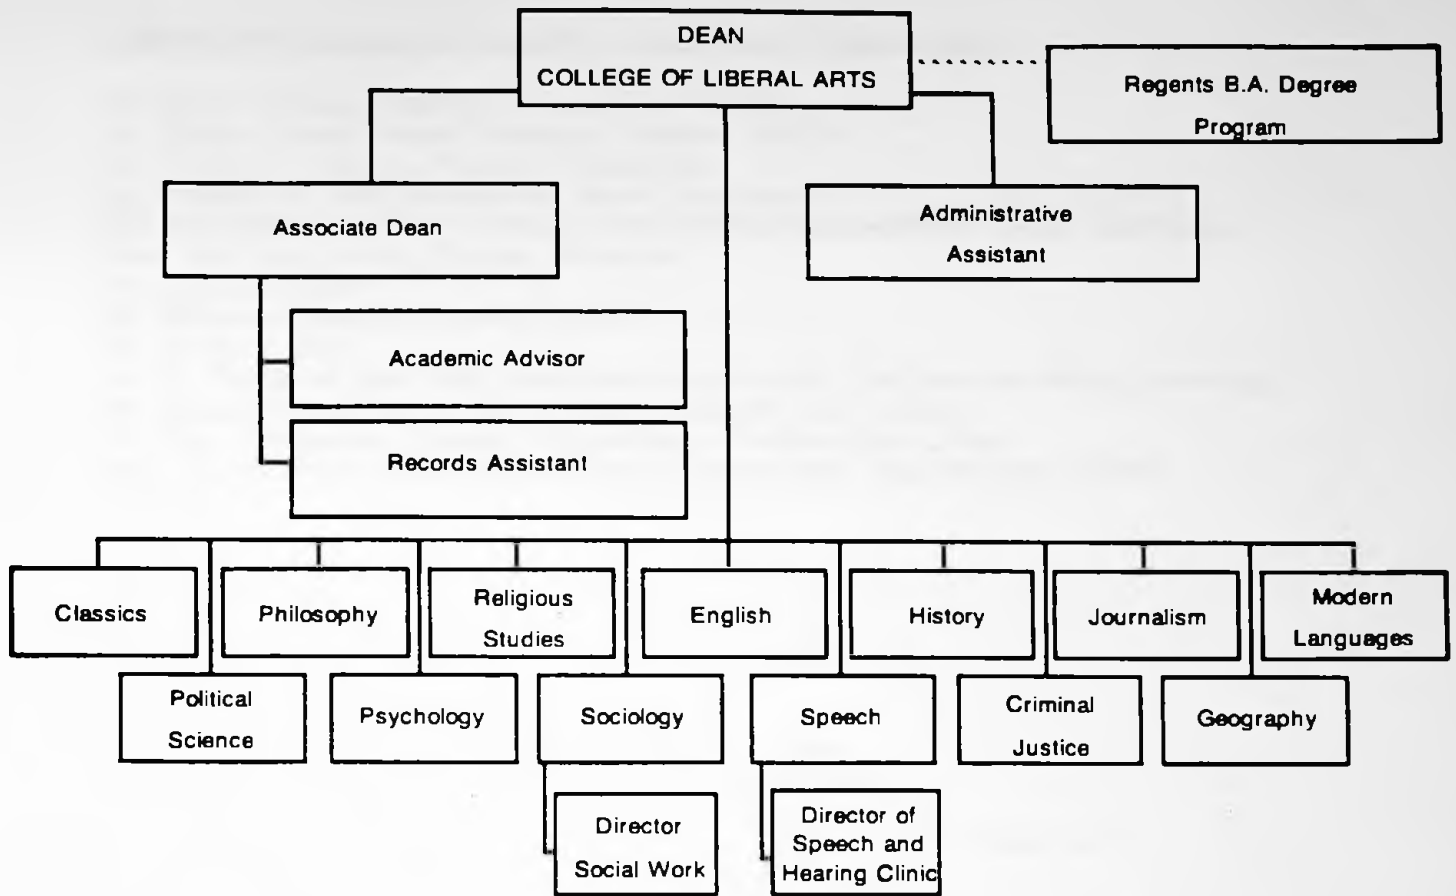 DEAN
COLLEGE OF LIBERAL ARTS
Regents B.A. Degree
Program
Associate Dean
Administrative
Assistant
Academic Advisor
Records Assistant
Classics
Philosophy
Religious
Studies
English
History
Journalism
Modern
Languages
Political
Science
Psychology
Sociology
Speech
Criminal
Justice
Geography
Director
Social Work
Director of
Speech and
Hearing Clinic